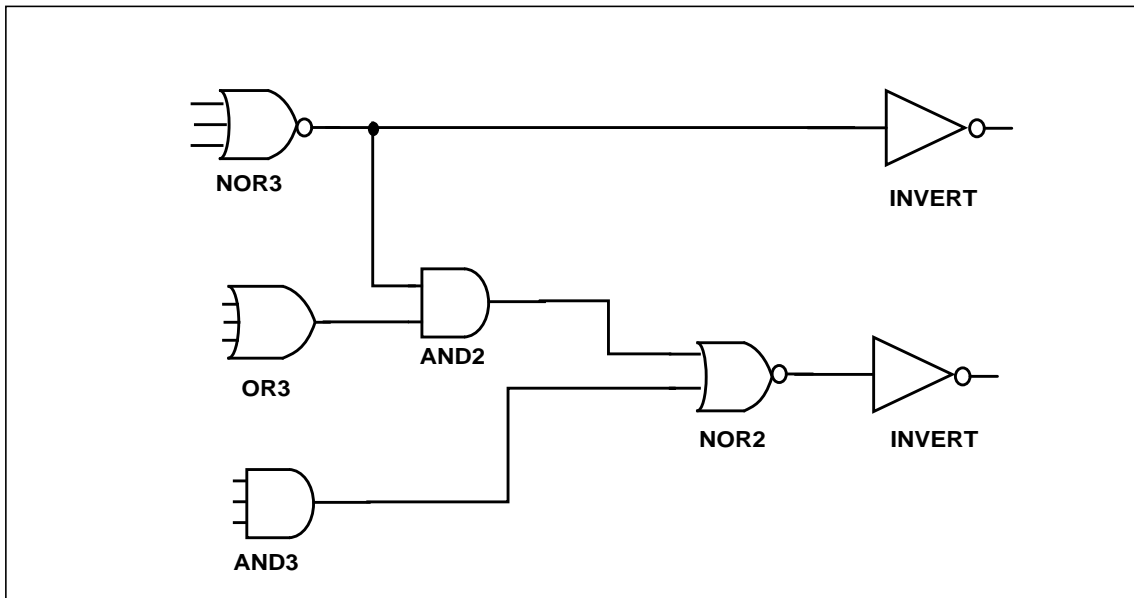 NOR3
INVERT
AND2
OR3
NOR2
INVERT
AND3